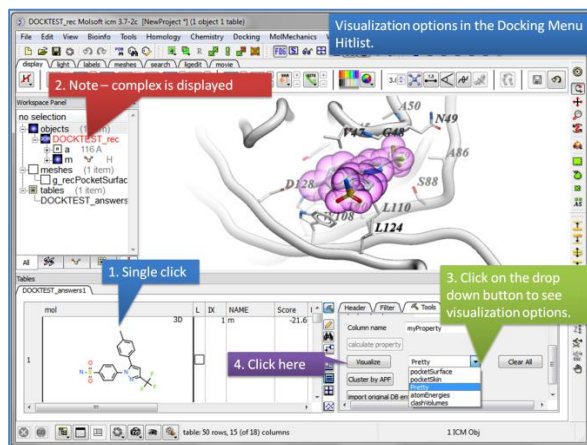 DOCKTEST_rec Molsoft icm 3.7-2c [NewProject *] (1 object 1 table)
Visualization options in the Docking Menu
Hitlist.
File Edit View Bioinfo Tools Homology Chemistry Docking MolMechanics
display light labels meshes search ligedit movie
2. Note – complex is displayed
Workspace Panel
no selection
objects
DOCKTEST_rec
a 116 A
m H
meshes (1 item)
g_recPocketSurfac
tables (1 item)
DOCKTEST_answers
All
A50
N49
V47 G48
A86
D128
S88
L110
L124
1. Single click
3. Click on the drop
down button to see
visualization options.
4. Click here
Tables
DOCKTEST_answers1
mol L IX NAME Score
3D 1 m -21.6
1
Header Filter Tools
Column name myProperty
calculate property
Visualize Pretty Clear All
pocketSurface
pocketSkin
Cluster by APF Pretty
atomEnergies
import original DB en dashVolumes
table: 50 rows, 15 (of 18) columns
1 ICM Obj